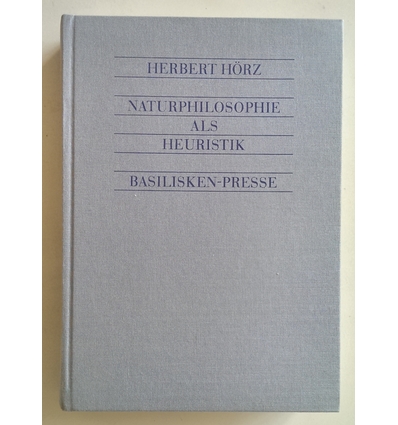 HERBERT HÖRZ
NATURPHILOSOPHIE
ALS
HEURISTIK
BASILISKEN-PRESSE